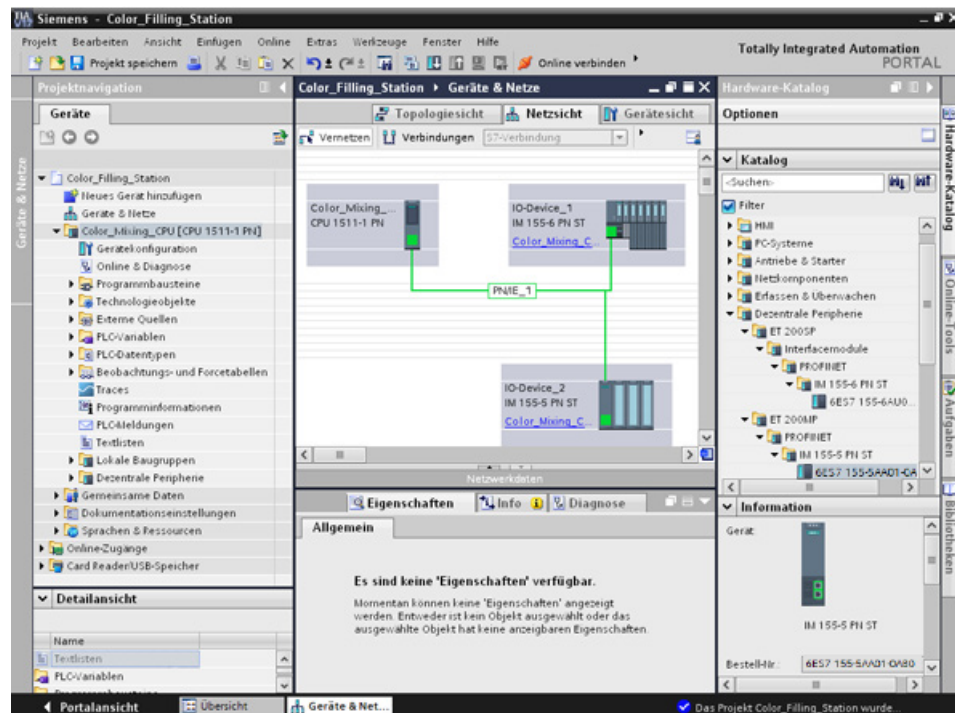 Siemens - Color_Filling_Station
Projekt Bearbeiten Ansicht Einfügen Online Extras Werkzeuge Fenster Hilfe
Projekt speichern Online verbinden
Totally Integrated Automation
PORTAL
Projektnavigation
Geräte
Color_Filling_Station
Neues Gerät hinzufügen
Geräte & Netze
Color_Mixing_CPU [CPU 1511-1 PN]
Gerätekonfiguration
Online & Diagnose
Programmbausteine
Technologieobjekte
Externe Quellen
PLC-Variablen
PLC-Datentypen
Beobachtungs- und Forcetabellen
Traces
Programminformationen
PLC-Meldungen
Textlisten
Lokale Baugruppen
Dezentrale Peripherie
Gemeinsame Daten
Dokumentationseinstellungen
Sprachen & Ressourcen
Online-Zugänge
Card Reader/USB-Speicher
Detailansicht
Name
Textlisten
PLC-Variablen
Programmbausteine
Geräte & Netze
Color_Filling_Station Geräte & Netze
Topologiesicht Netzsicht Gerätesicht
Vernetzen Verbindungen S7-Verbindung
Color_Mixing_...
CPU 1511-1 PN
IO-Device_1
IM 155-6 PN ST
Color_Mixing_C...
PN/IE_1
IO-Device_2
IM 155-5 PN ST
Color_Mixing_C...
Netzwerkdaten
Eigenschaften Info Diagnose
Allgemein
Es sind keine 'Eigenschaften' verfügbar.
Momentan können keine 'Eigenschaften' angezeigt
werden. Entweder ist kein Objekt ausgewählt oder das
ausgewählte Objekt hat keine anzeigbaren Eigenschaften.
Hardware-Katalog
Optionen
Katalog
<Suchen>
Filter
HMI
PC-Systeme
Antriebe & Starter
Netzkomponenten
Erfassen & Überwachen
Dezentrale Peripherie
ET 200SP
Interfacemodule
PROFINET
IM 155-6 PN ST
6ES7 155-6AU0...
ET 200MP
PROFINET
IM 155-5 PN ST
6ES7 155-5AA01-0A
Information
Gerät:
IM 155-5 PN ST
Bestell-Nr.: 6ES7 155-5AA01-0AB0
Hardware-Katalog
Online-Tools
Aufgaben
Bibliotheken
Portalansicht Übersicht Geräte & Net... Das Projekt Color_Filling_Station wurde...